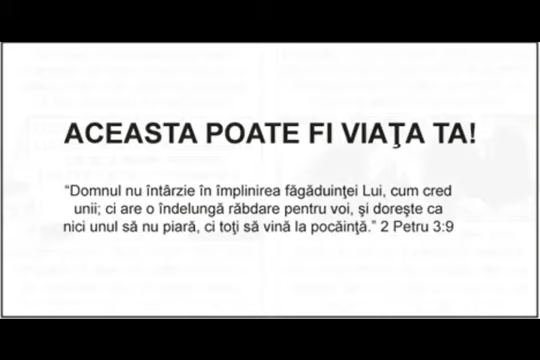 ACEASTA POATE FI VIAŢA TA!
“Domnul nu întârzie în împlinirea făgăduinţei Lui, cum cred
unii; ci are o îndelungă răbdare pentru voi, şi doreşte ca
nici unul să nu piară, ci toţi să vină la pocăinţă.” 2 Petru 3:9